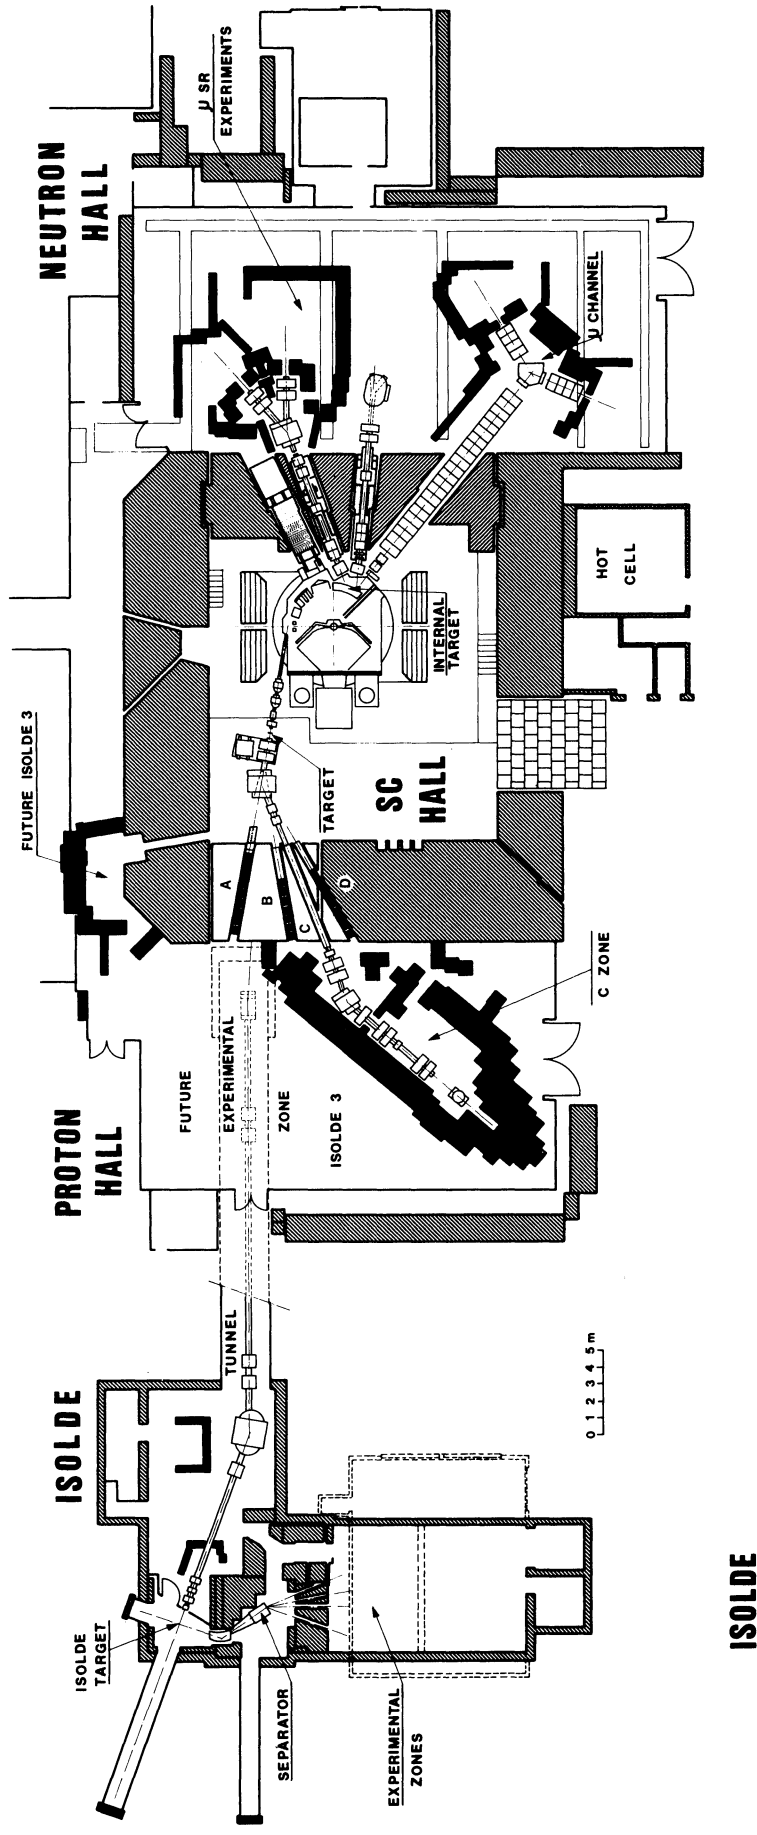 ISOLDE
PROTON
HALL
NEUTRON
HALL
µ SR
EXPERIMENTS
FUTURE ISOLDE 3
µ CHANNEL
INTERNAL
TARGET
HOT
CELL
TARGET
SC
HALL
A
B
C
D
C ZONE
FUTURE
EXPERIMENTAL
ZONE
ISOLDE 3
TUNNEL
ISOLDE
TARGET
SEPARATOR
EXPERIMENTAL
ZONES
0 1 2 3 4 5 m
ISOLDE